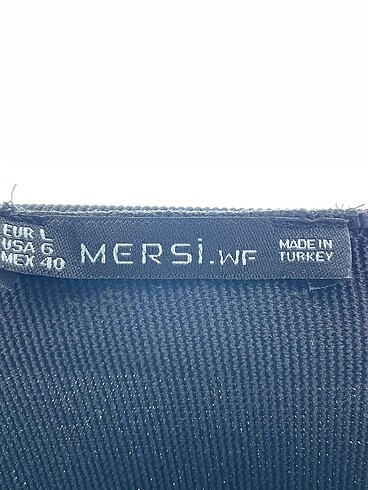 EUR L
USA 6
MEX 40
MERSİ.WF
MADE IN
TURKEY